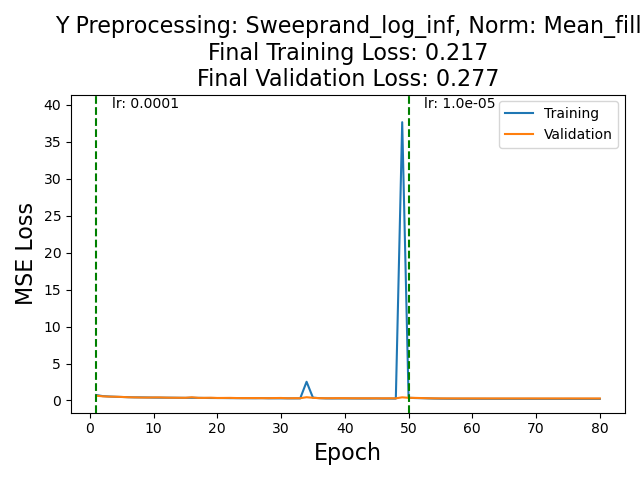 Y Preprocessing: Sweeprand_log_inf, Norm: Mean_fill
Final Training Loss: 0.217
Final Validation Loss: 0.277
lr: 0.0001
lr: 1.0e-05
Training
Validation
40
35
30
25
20
15
10
5
0
MSE Loss
0 10 20 30 40 50 60 70 80
Epoch